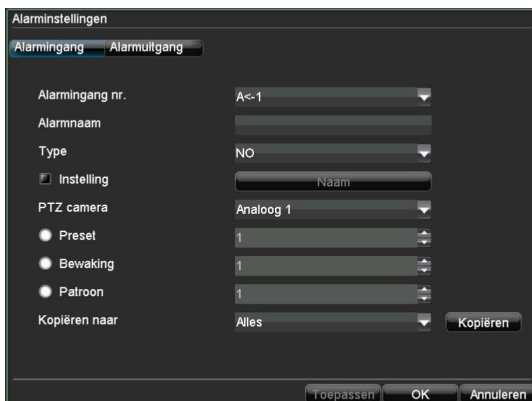 Alarminstellingen
Alarmingang Alarmuitgang
Alarmingang nr. A<-1
Alarmnaam
Type NO
Instelling Naam
PTZ camera Analoog 1
Preset 1
Bewaking 1
Patroon 1
Kopiëren naar Alles Kopiëren
Toepassen OK Annuleren